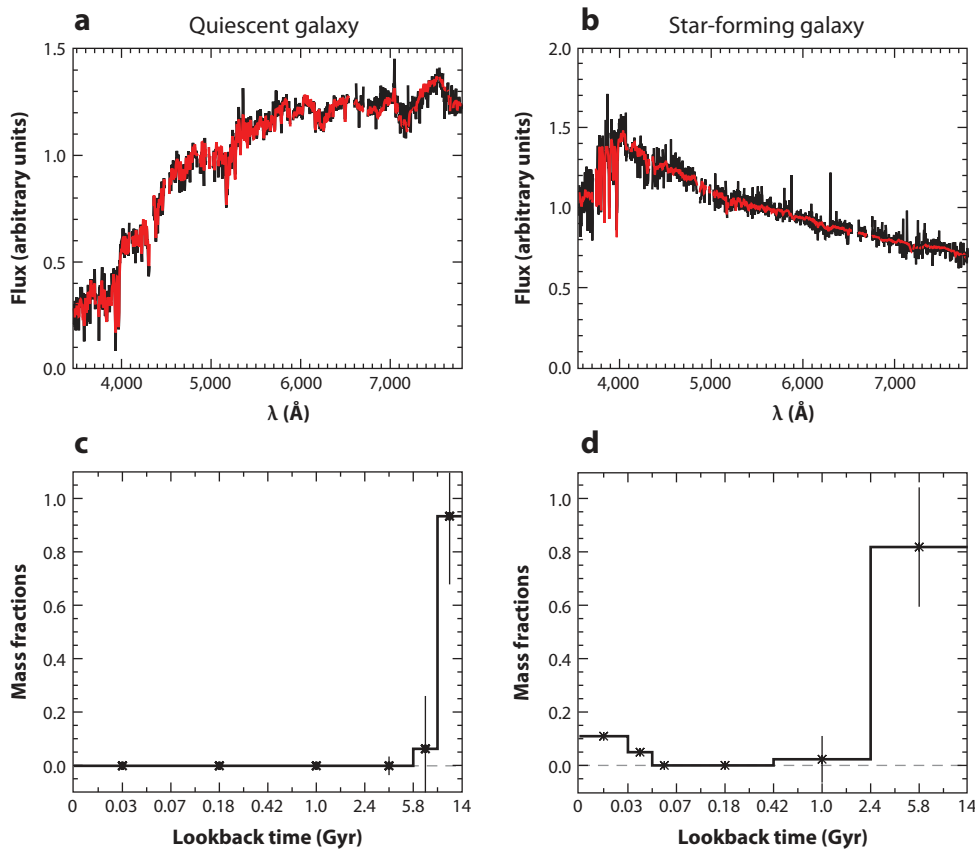 a
Quiescent galaxy
1.5
1.0
0.5
0.0
Flux (arbitrary units)
4,000 5,000 6,000 7,000
λ (Å)
b
Star-forming galaxy
2.0
1.5
1.0
0.5
0.0
Flux (arbitrary units)
4,000 5,000 6,000 7,000
λ (Å)
c
1.0
0.8
0.6
0.4
0.2
0.0
Mass fractions
0 0.03 0.07 0.18 0.42 1.0 2.4 5.8 14
Lookback time (Gyr)
d
1.0
0.8
0.6
0.4
0.2
0.0
Mass fractions
0 0.03 0.07 0.18 0.42 1.0 2.4 5.8 14
Lookback time (Gyr)